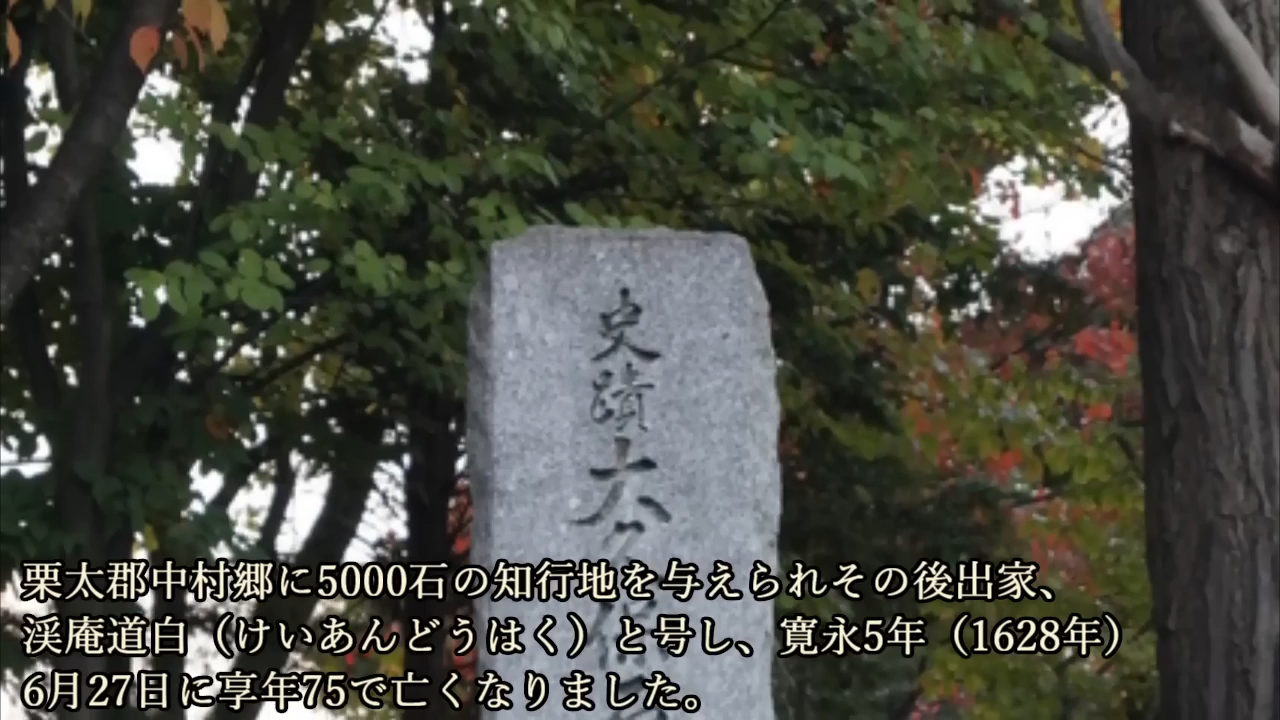 史蹟
栗太郡中村郷に5000石の知行地を与えられその後出家、
渓庵道白（けいあんどうはく）と号し、寛永5年（1628年）
6月27日に享年75で亡くなりました。